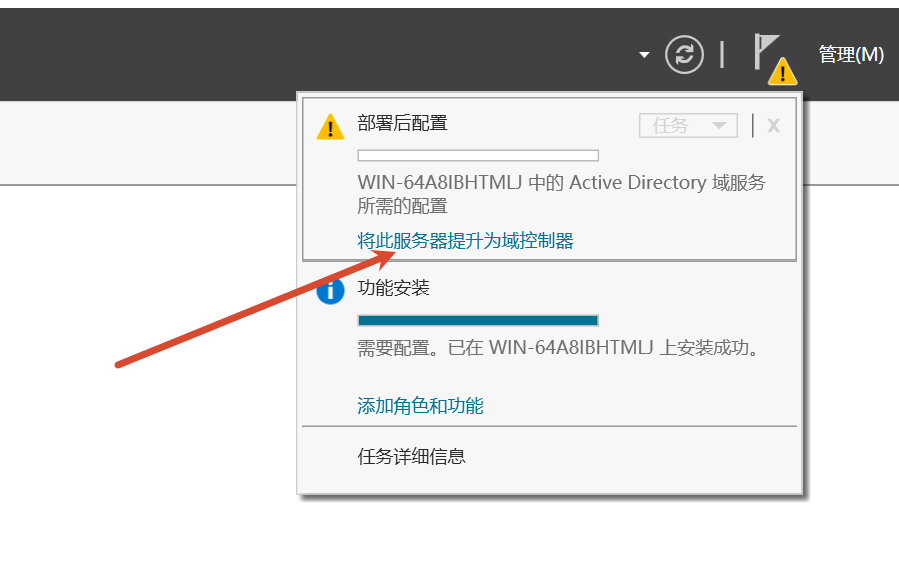 管理(M)
部署后配置
任务
X
WIN-64A8IBHTMLJ 中的 Active Directory 域服务
所需的配置
将此服务器提升为域控制器
功能安装
需要配置。已在 WIN-64A8IBHTMLJ 上安装成功。
添加角色和功能
任务详细信息